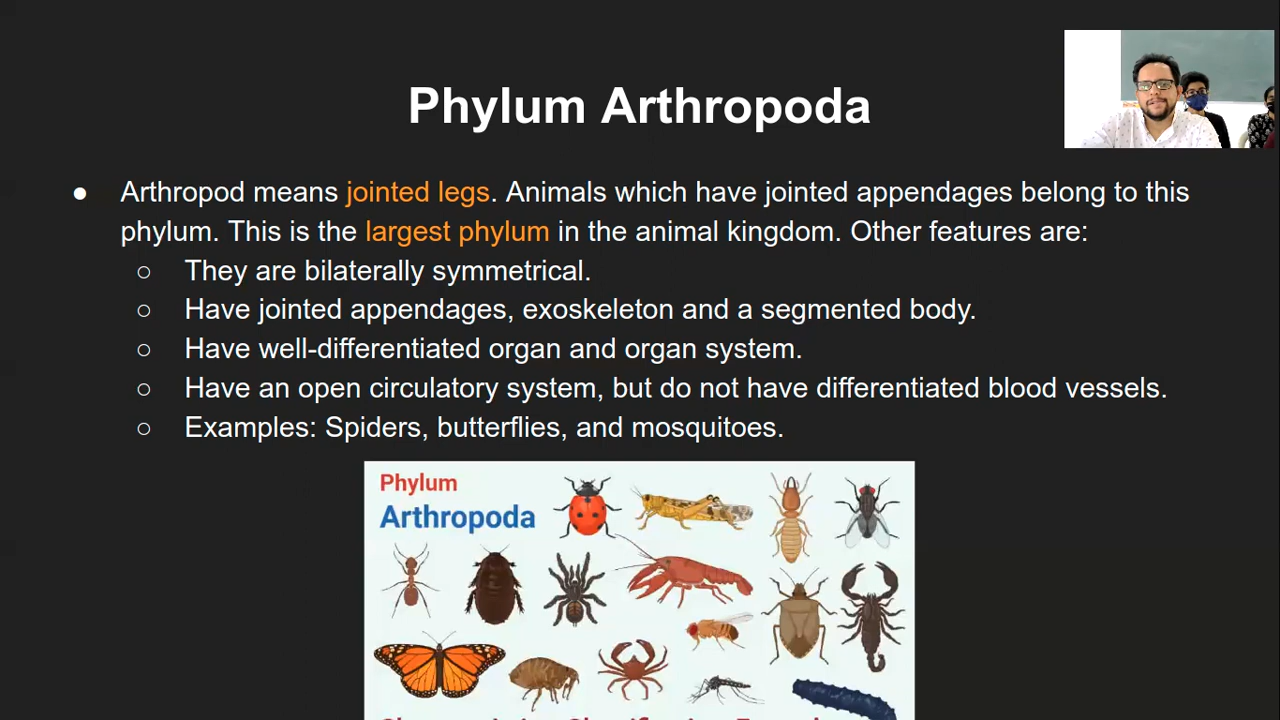 Phylum Arthropoda
● Arthropod means jointed legs. Animals which have jointed appendages belong to this
phylum. This is the largest phylum in the animal kingdom. Other features are:
○ They are bilaterally symmetrical.
○ Have jointed appendages, exoskeleton and a segmented body.
○ Have well-differentiated organ and organ system.
○ Have an open circulatory system, but do not have differentiated blood vessels.
○ Examples: Spiders, butterflies, and mosquitoes.
Phylum
Arthropoda